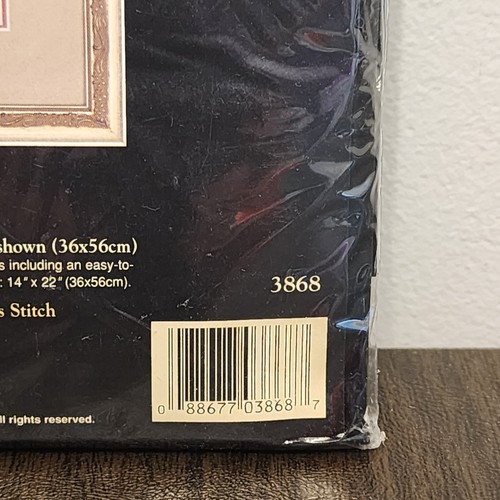 shown (36x56cm)
s including an easy-to-
: 14" x 22" (36x56cm).
3868
s Stitch
0 88677 03868 7
ll rights reserved.